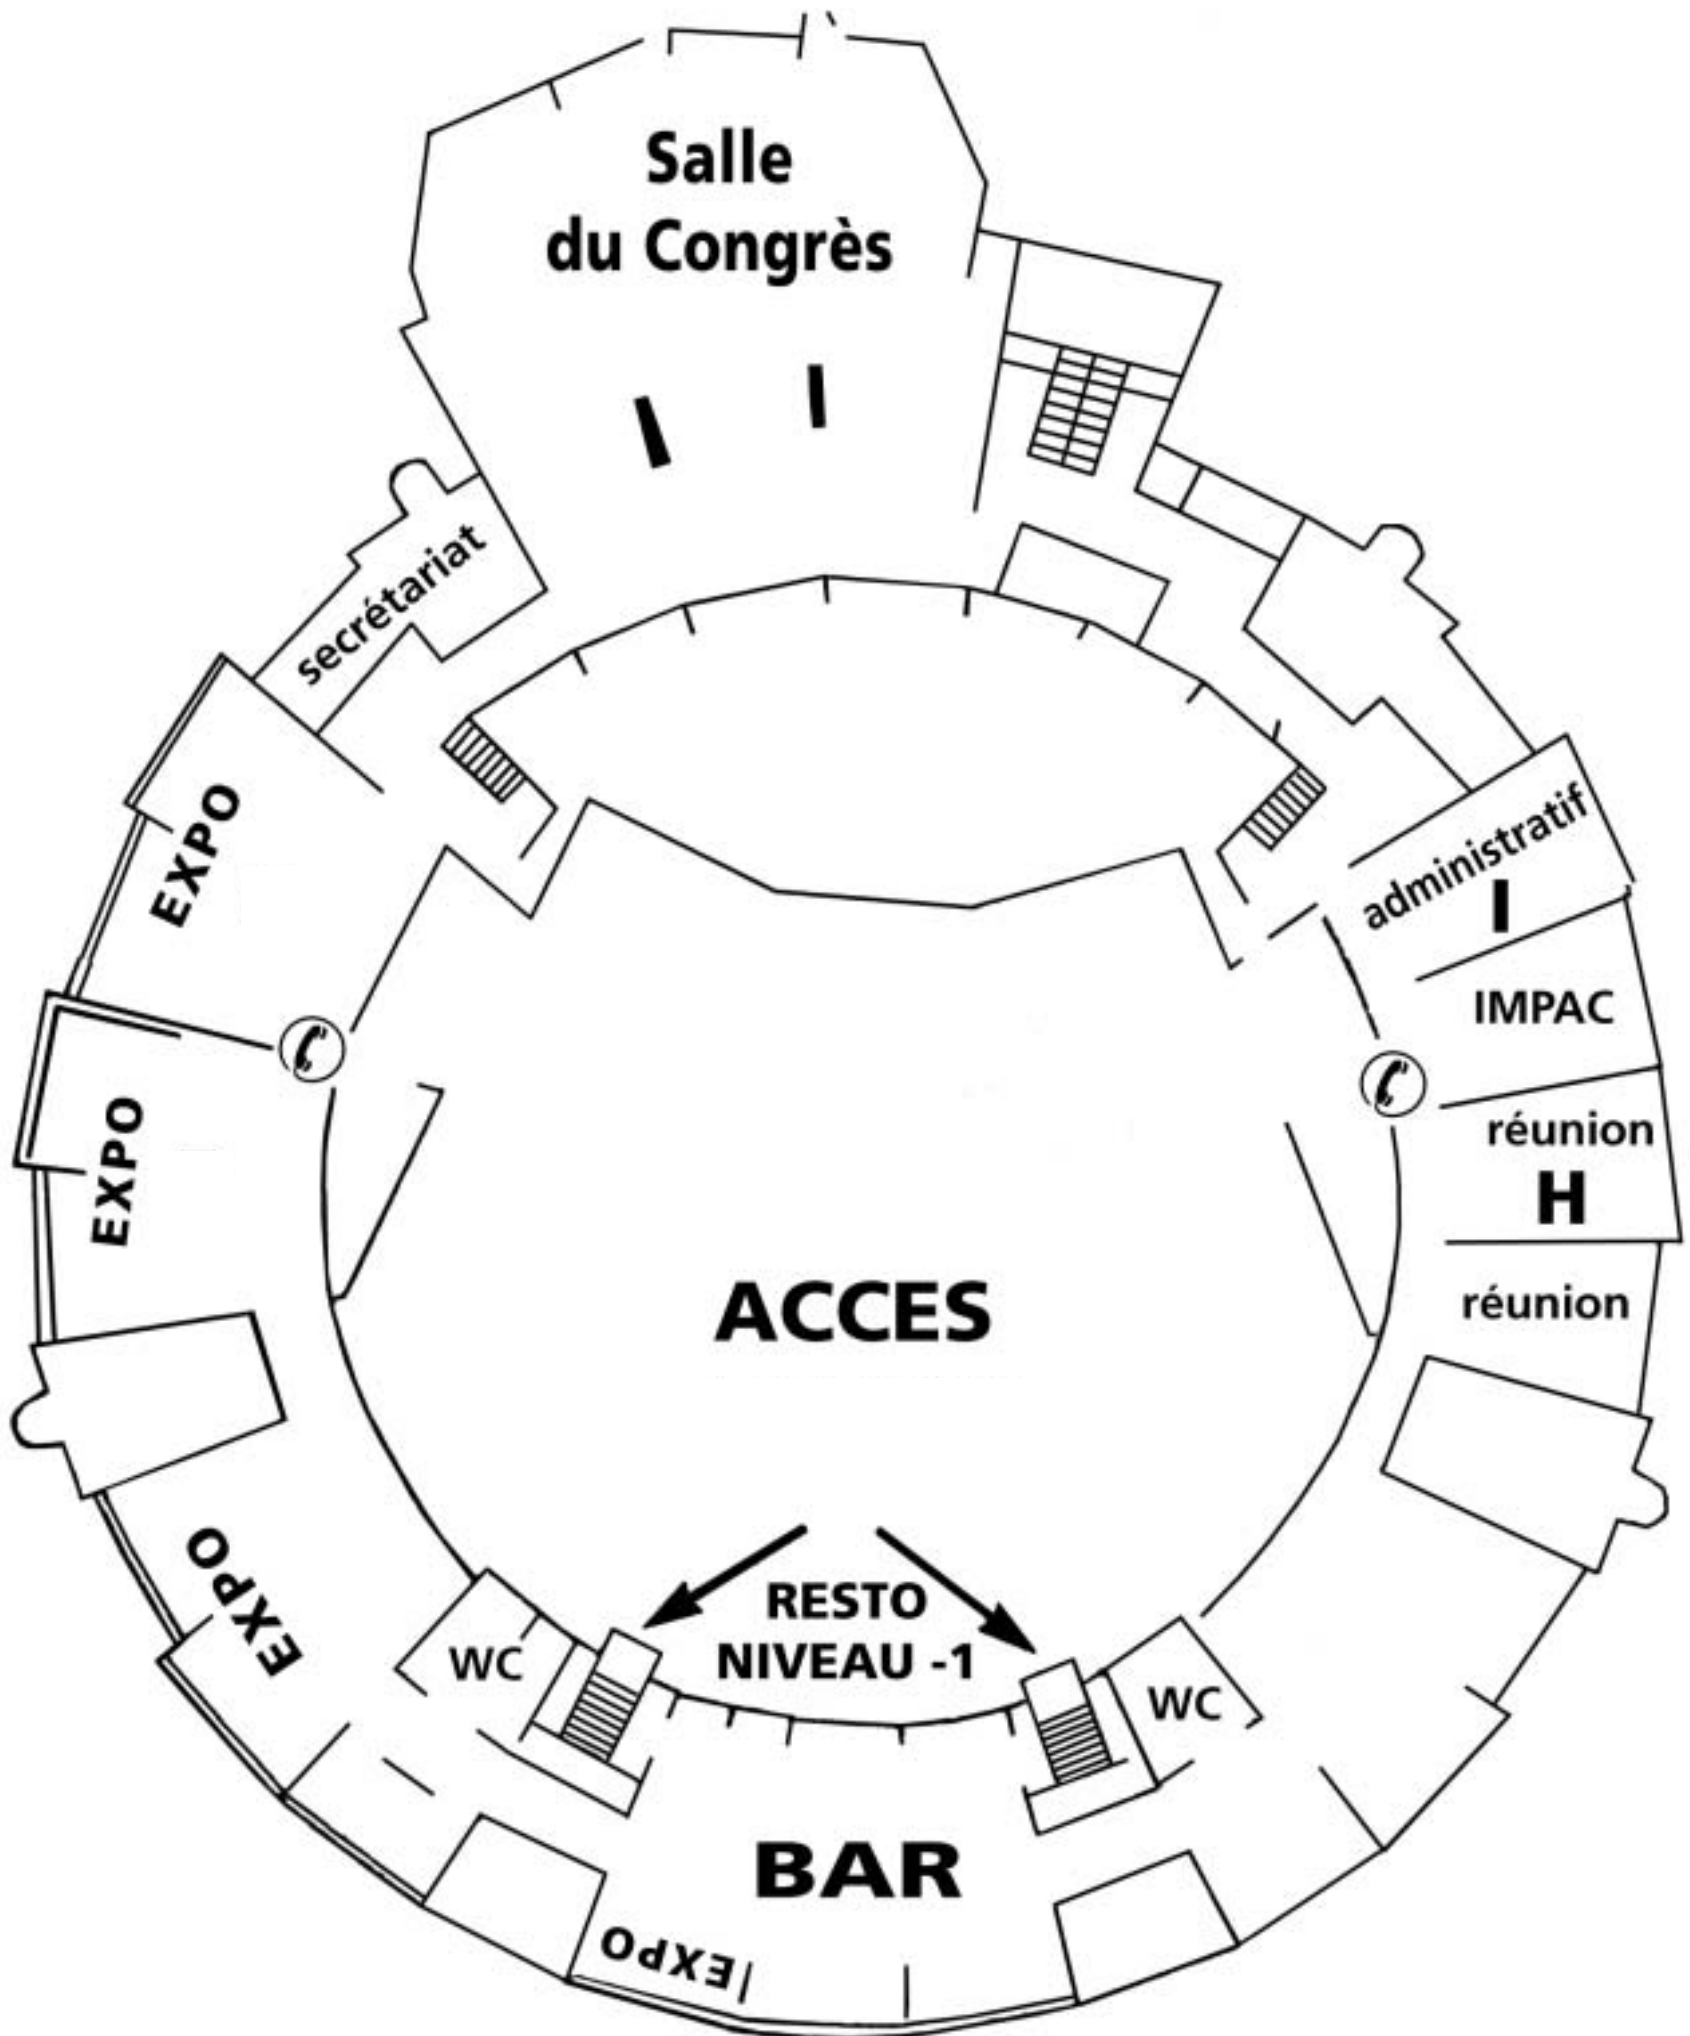 Salle
du Congrès
I I
secrétariat
EXPO
administratif
I
IMPAC
EXPO
réunion
H
réunion
ACCES
EXPO
RESTO
NIVEAU -1
WC
WC
BAR
EXPO